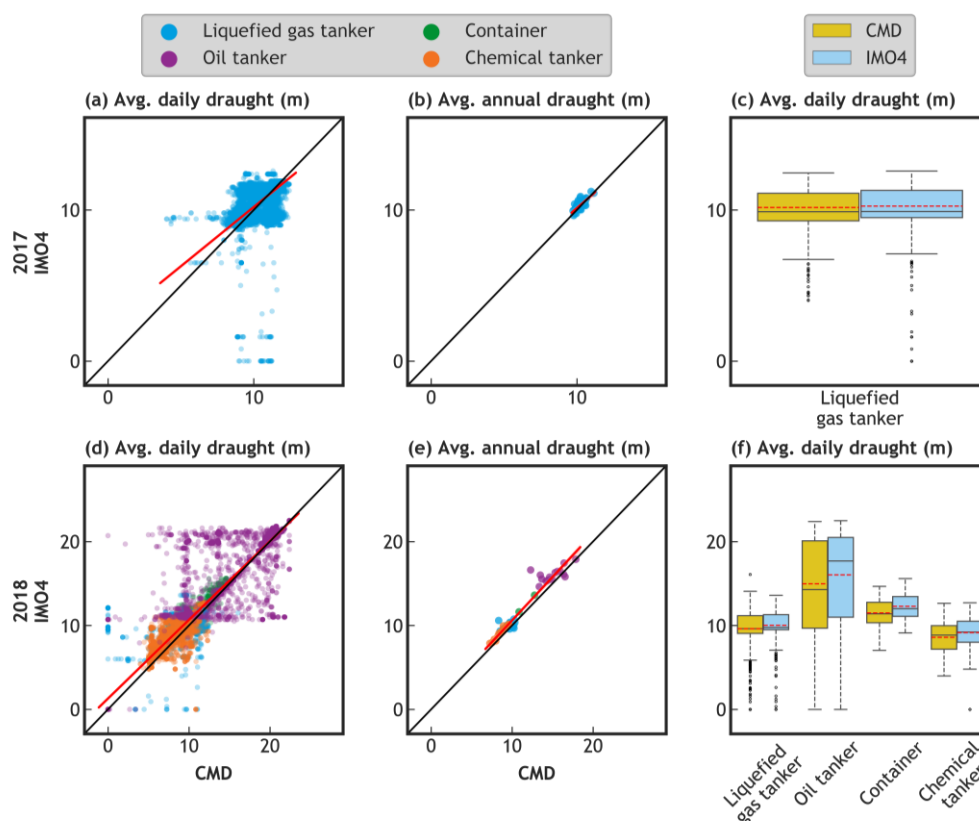 Liquefied gas tanker
Oil tanker
Container
Chemical tanker
CMD
IMO4
(a) Avg. daily draught (m)
(b) Avg. annual draught (m)
(c) Avg. daily draught (m)
2017
IMO4
10
0
0
10
10
0
0
10
10
0
Liquefied
gas tanker
(d) Avg. daily draught (m)
(e) Avg. annual draught (m)
(f) Avg. daily draught (m)
2018
IMO4
20
10
0
0
10
20
CMD
20
10
0
0
10
20
CMD
20
10
0
Liquefied
gas tanker
Oil tanker
Container
Chemical
tanker